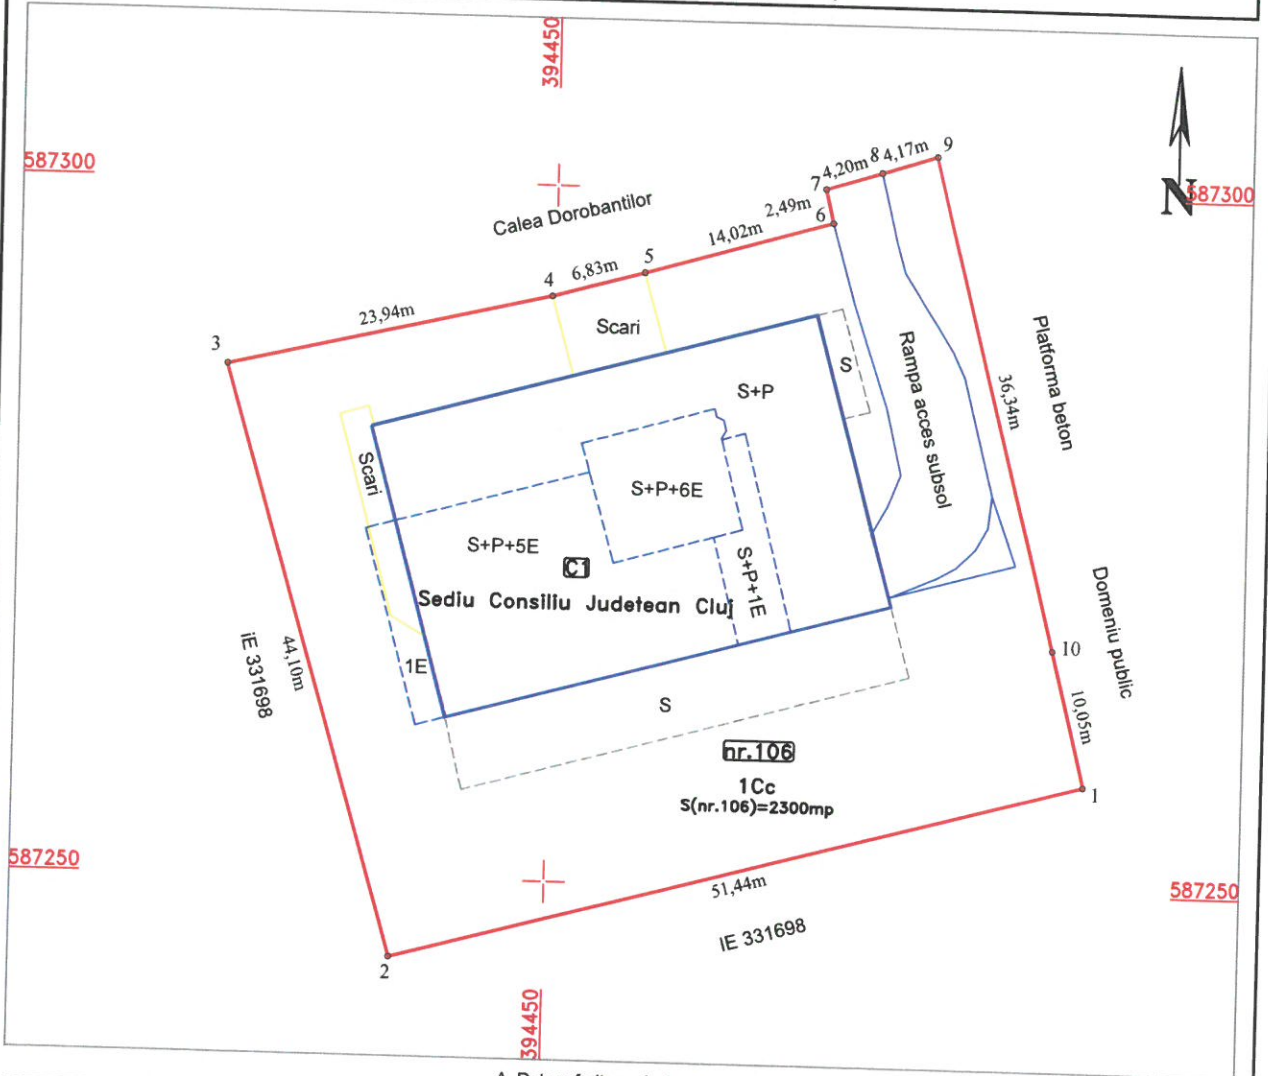 394450
587300
N
587300
Calea Dorobantilor
3
23,94m
4
6,83m
5
14,02m
6
2,49m
7
4,20m
8
4,17m
9
Scari
S+P
S
Rampa acces subsol
36,34m
Platforma beton
Scari
S+P+6E
S+P+5E
C1
S+P+1E
Sediu Consiliu Judetean Cluj
1E
iE 331698
44,10m
S
10
Domeniu public
10,05m
nr.106
1Cc
S(nr.106)=2300mp
1
587250
587250
51,44m
IE 331698
2
394450